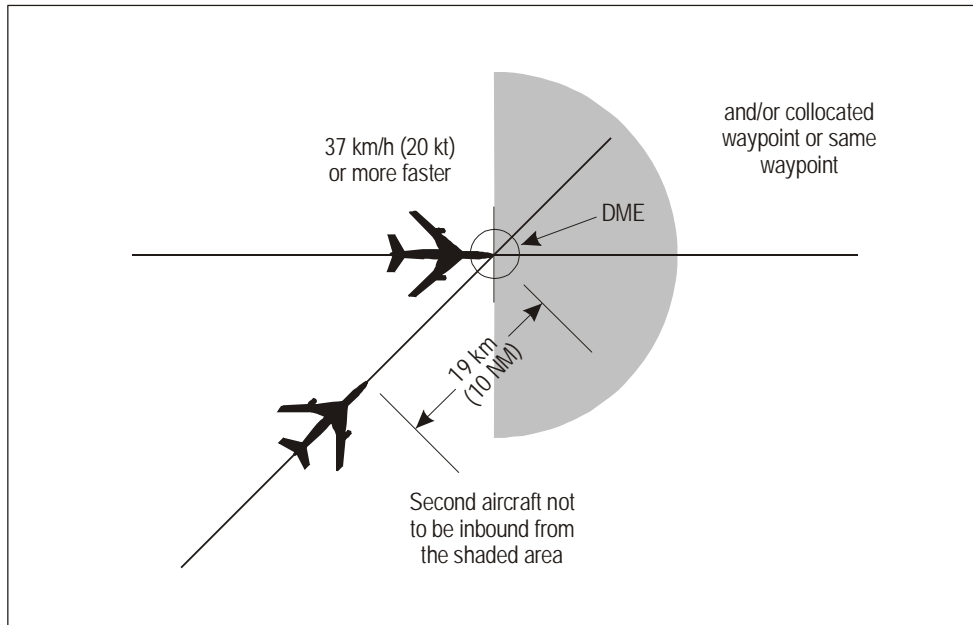 37 km/h (20 kt)
or more faster
and/or collocated
waypoint or same
waypoint
DME
19 km
(10 NM)
Second aircraft not
to be inbound from
the shaded area